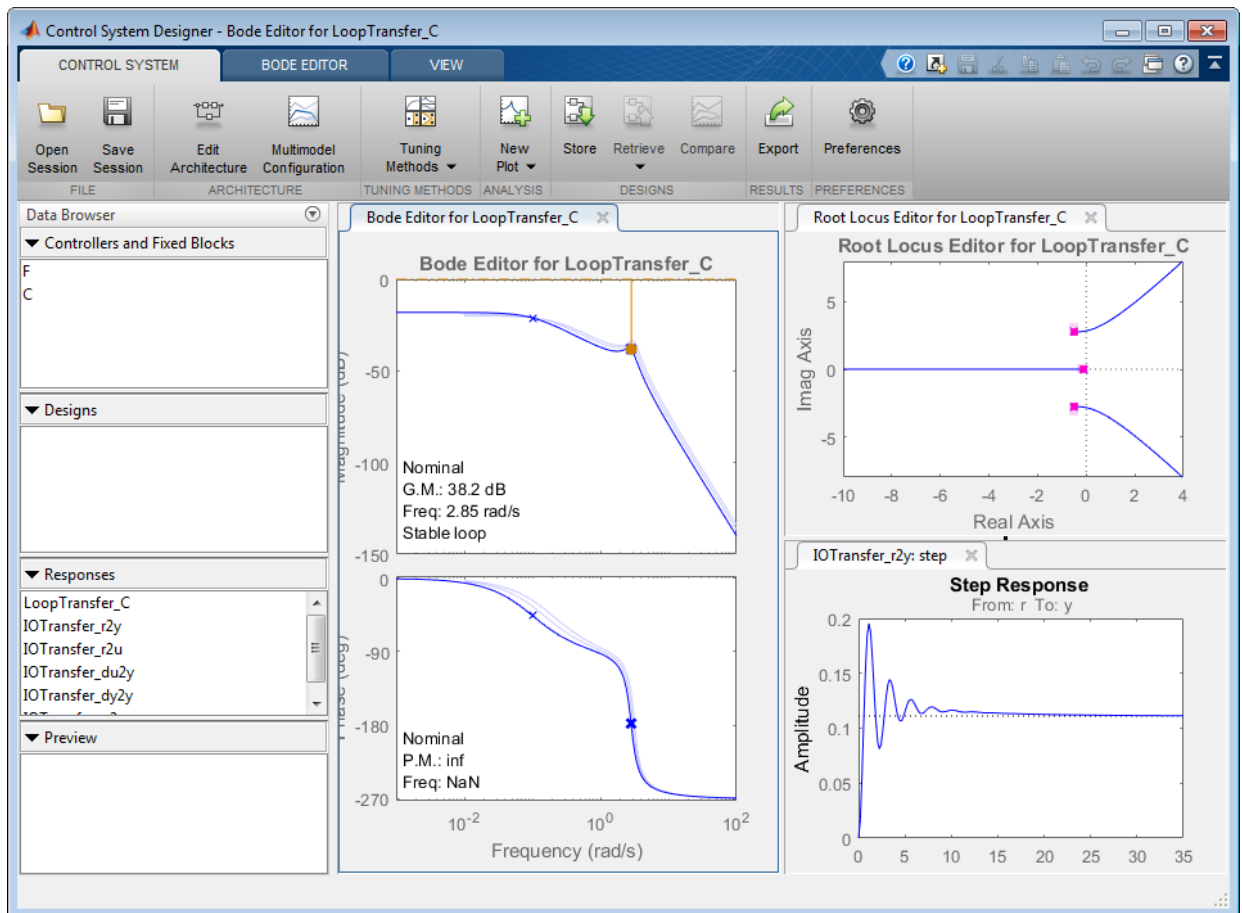 Control System Designer - Bode Editor for LoopTransfer_C
CONTROL SYSTEM
BODE EDITOR
VIEW
Open Session
Save Session
Edit Architecture
Multimodel Configuration
Tuning Methods
New Plot
Store
Retrieve
Compare
Export
Preferences
FILE
ARCHITECTURE
TUNING METHODS
ANALYSIS
DESIGNS
RESULTS
PREFERENCES
Data Browser
Controllers and Fixed Blocks
F
C
Designs
Responses
LoopTransfer_C
IOTransfer_r2y
IOTransfer_r2u
IOTransfer_du2y
IOTransfer_dy2y
Preview
Bode Editor for LoopTransfer_C
Bode Editor for LoopTransfer_C
Magnitude (dB)
0
-50
-100
-150
Nominal
G.M.: 38.2 dB
Freq: 2.85 rad/s
Stable loop
Phase (deg)
0
-90
-180
-270
Nominal
P.M.: inf
Freq: NaN
10-2
100
102
Frequency (rad/s)
Root Locus Editor for LoopTransfer_C
Root Locus Editor for LoopTransfer_C
Imag Axis
5
0
-5
-10
-8
-6
-4
-2
0
2
4
Real Axis
IOTransfer_r2y: step
Step Response
From: r To: y
Amplitude
0.2
0.15
0.1
0.05
0
0
5
10
15
20
25
30
35